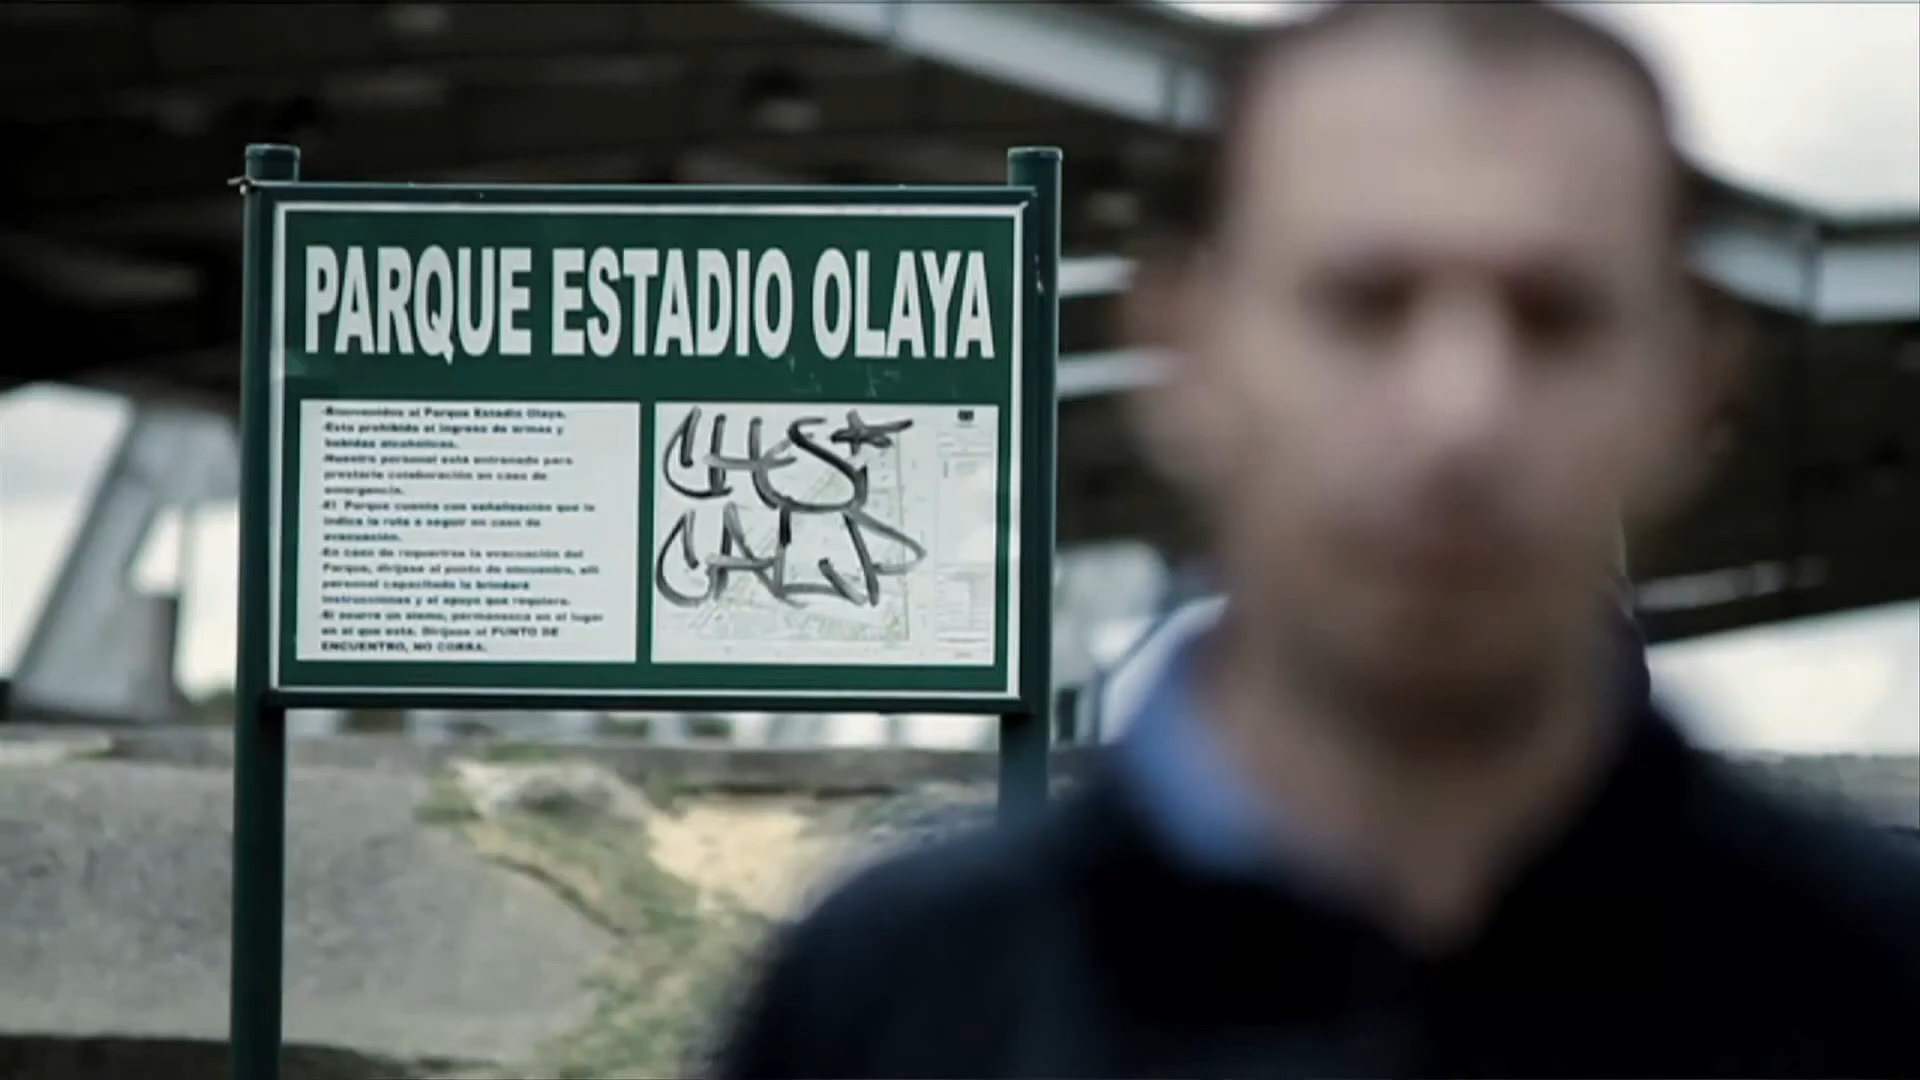 PARQUE ESTADIO OLAYA
-Bienvenidos al Parque Estadio Olaya.
-Esta prohibido el ingreso de armas y
bebidas alcoholicas.
-Nuestro personal está entrenado para
prestarle colaboración en caso de
emergencia.
-El Parque cuenta con señalización que le
indica la ruta a seguir en caso de
evacuación.
-En caso de requerirse la evacuación del
Parque, diríjase al punto de encuentro, allí
personal capacitado le brindará
instrucciones y el apoyo que requiera.
-Si ocurre un sismo, permanezca en el lugar
en el que está. Diríjase al PUNTO DE
ENCUENTRO, NO CORRA.